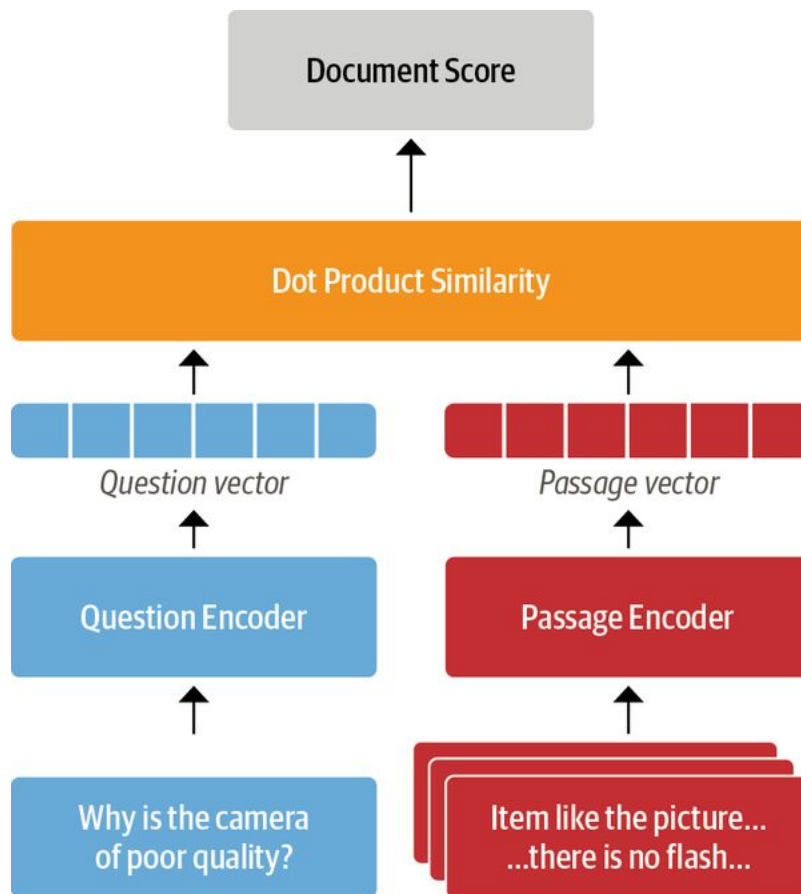 Document Score
Dot Product Similarity
Question vector
Passage vector
Question Encoder
Passage Encoder
Why is the camera
of poor quality?
Item like the picture...
...there is no flash...